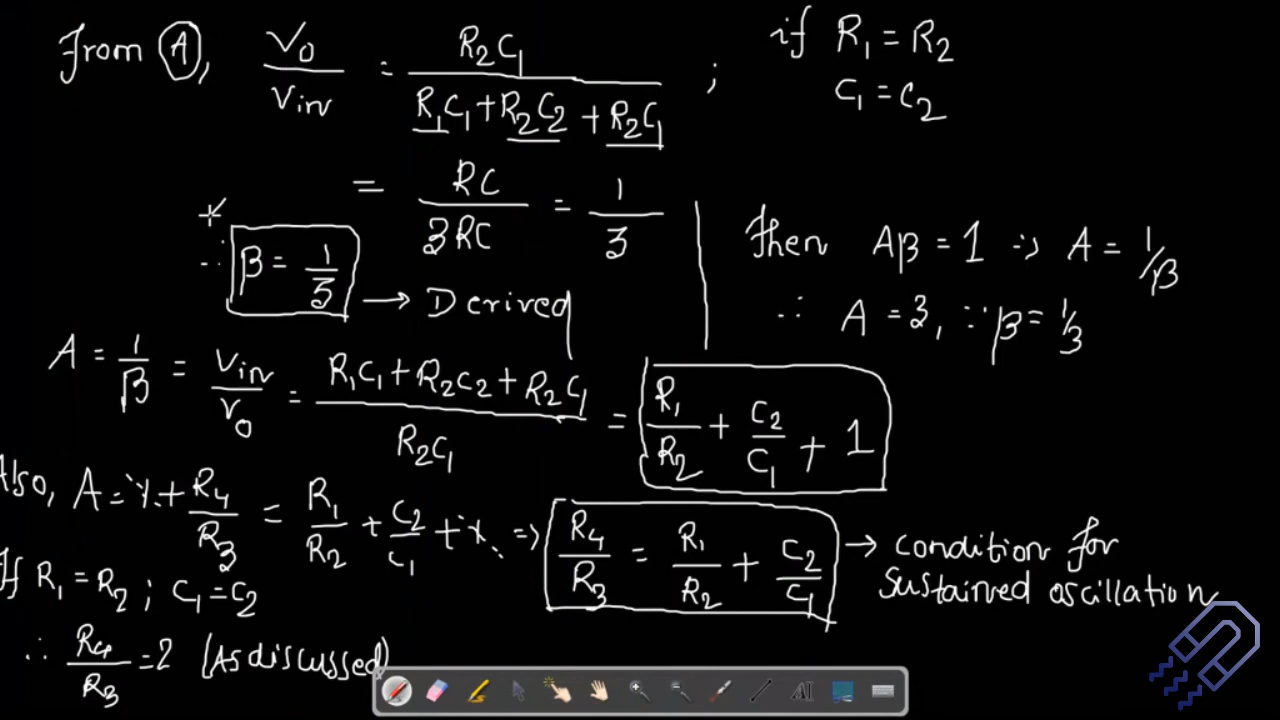 From (A), Vo/Vin = R2C1/(R1C1+R2C2+R2C1) ; if R1 = R2
C1 = C2
= RC/3RC = 1/3
∴ β = 1/3 → Derived
Then Aβ = 1 ⇒ A = 1/β
∴ A = 3, ∵ β = 1/3
A = 1/β = Vin/Vo = (R1C1+R2C2+R2C1)/R2C1 = R1/R2 + C2/C1 + 1
Also, A = 1 + R4/R3 = R1/R2 + C2/C1 + 1 ⇒ R4/R3 = R1/R2 + C2/C1 → condition for
sustained oscillation
If R1 = R2 ; C1 = C2
∴ R4/R3 = 2 (As discussed)
AI